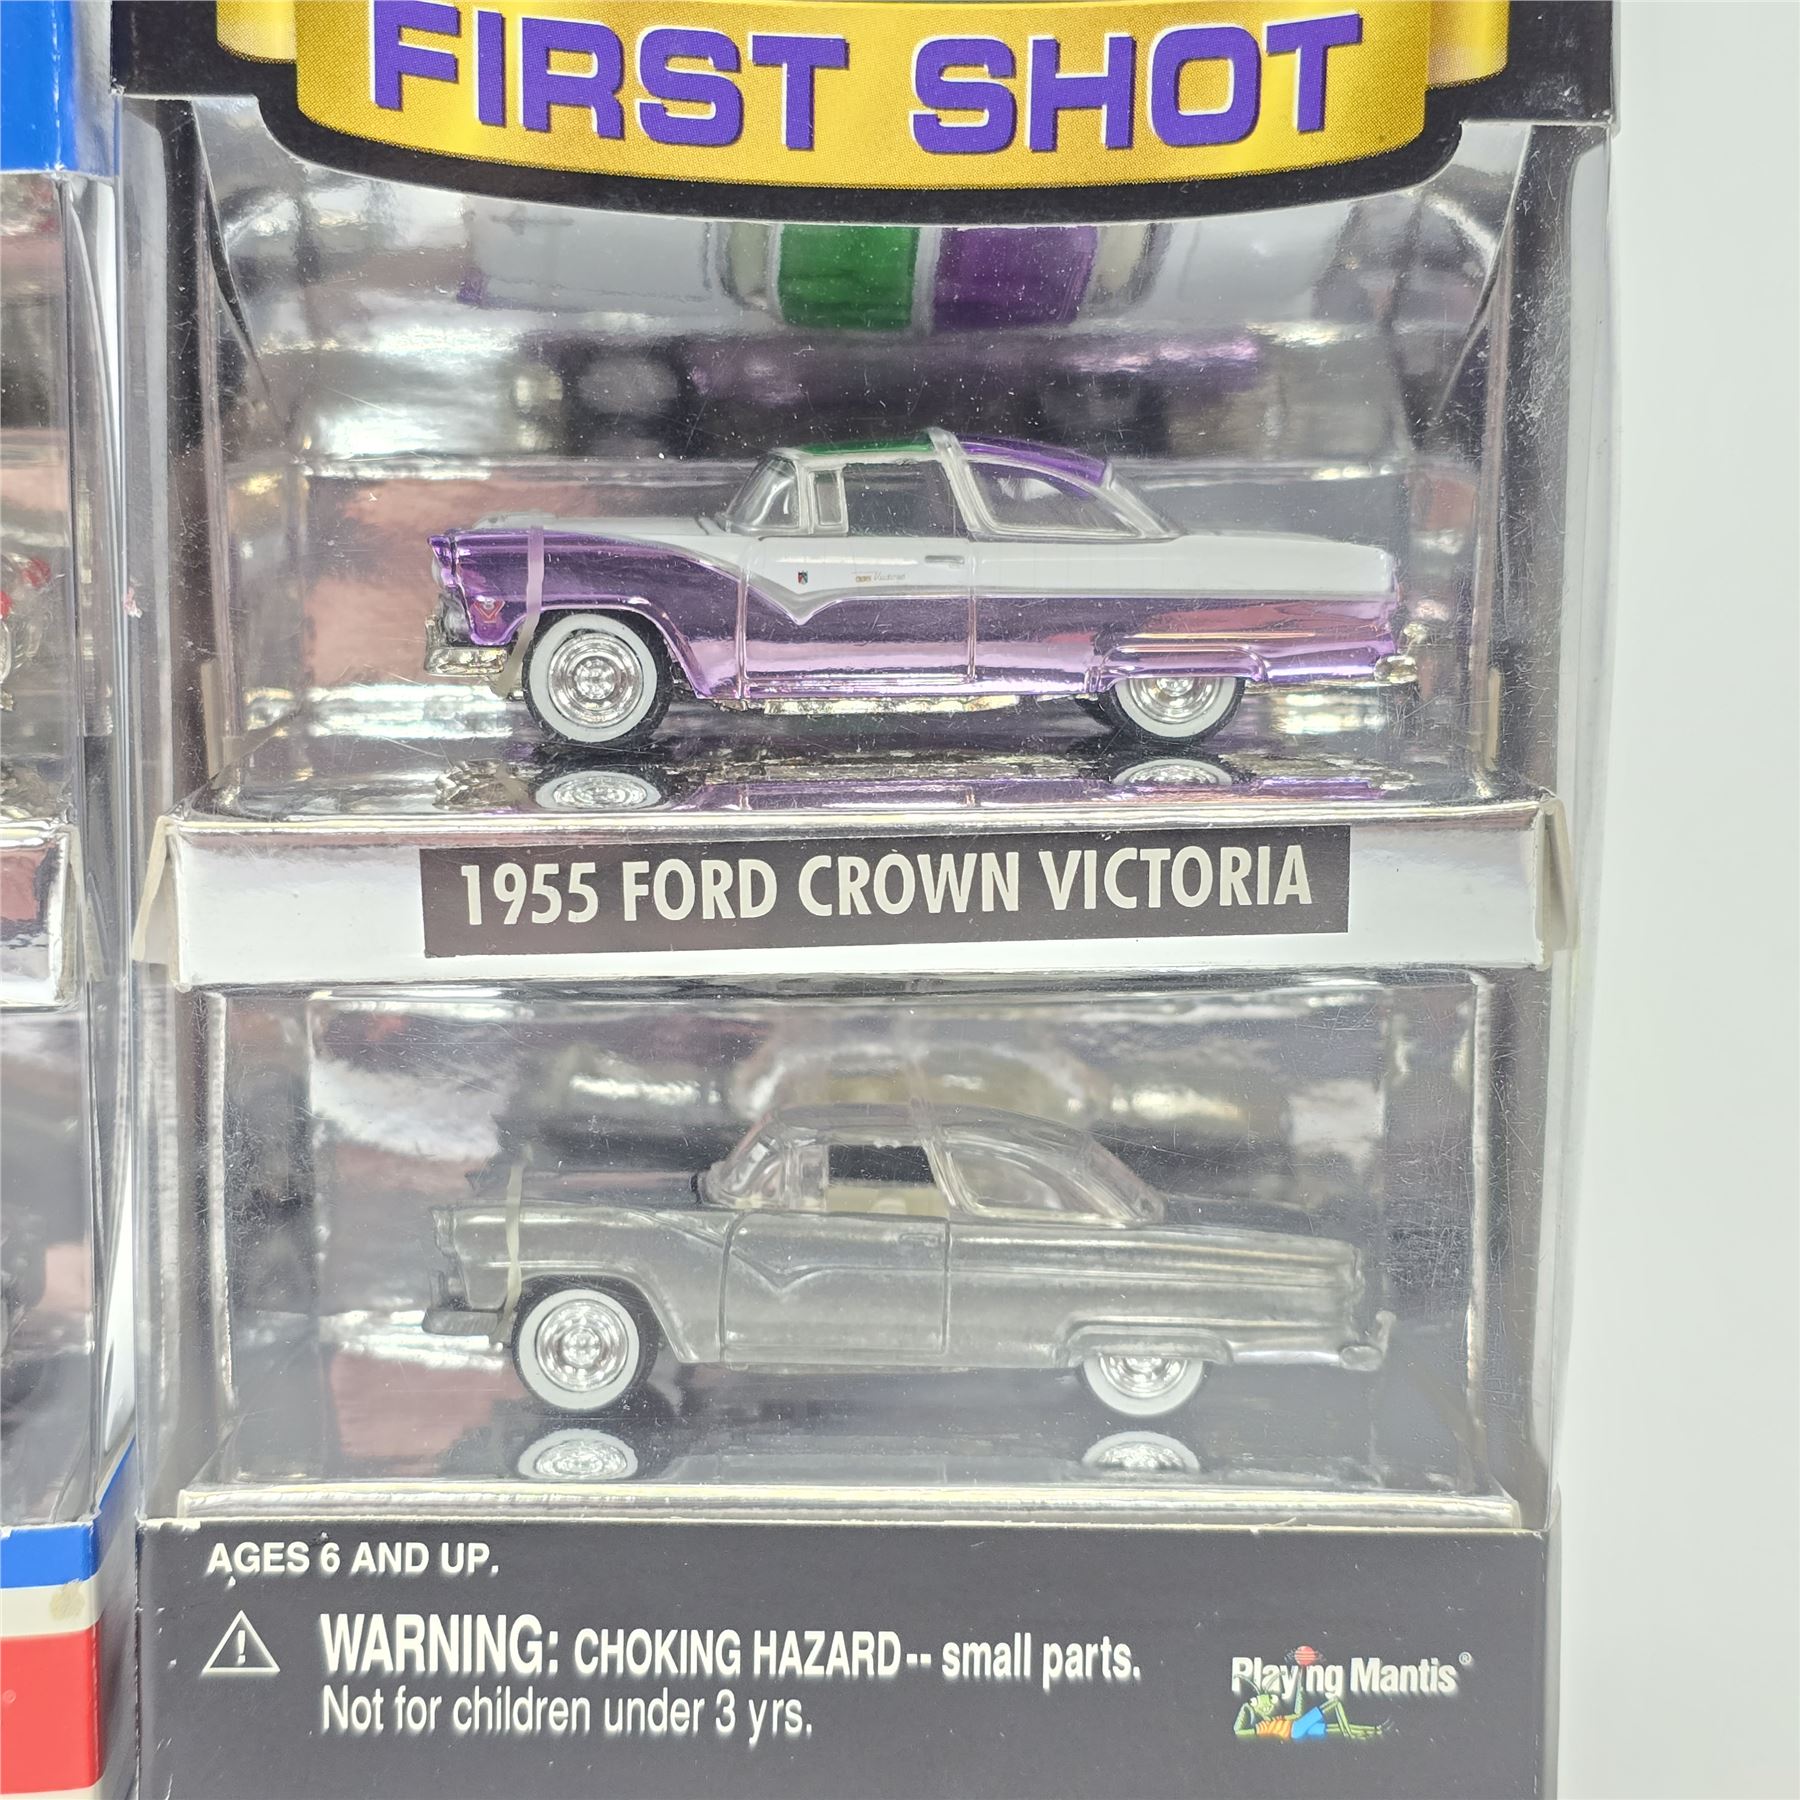 FIRST SHOT
1955 FORD CROWN VICTORIA
AGES 6 AND UP.
WARNING: CHOKING HAZARD-- small parts.
Not for children under 3 yrs.
Playing Mantis®